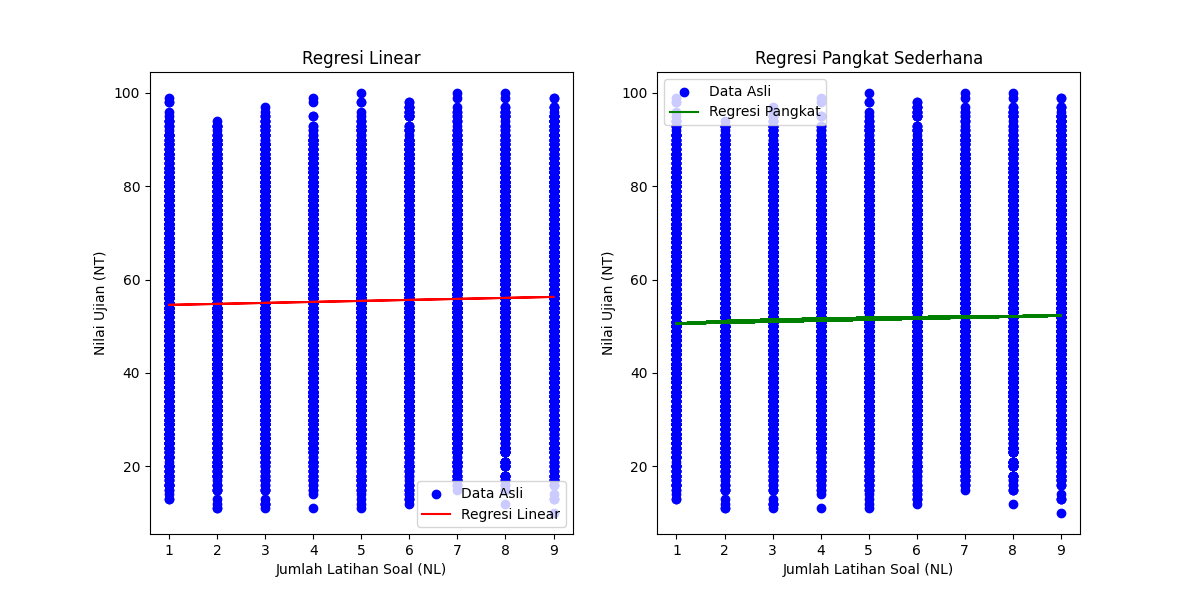 Regresi Linear
Nilai Ujian (NT)
100
80
60
40
20
Data Asli
Regresi Linear
1 2 3 4 5 6 7 8 9
Jumlah Latihan Soal (NL)
Regresi Pangkat Sederhana
Nilai Ujian (NT)
100
80
60
40
20
Data Asli
Regresi Pangkat
1 2 3 4 5 6 7 8 9
Jumlah Latihan Soal (NL)